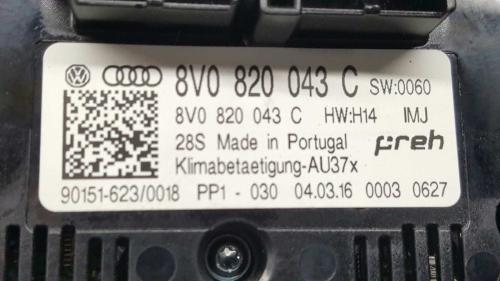 8V0 820 043 C SW:0060
8V0 820 043 C HW:H14 IMJ
28S Made in Portugal preh
Klimabetaetigung-AU37x
90151-623/0018 PP1 - 030 04.03.16 0003 0627